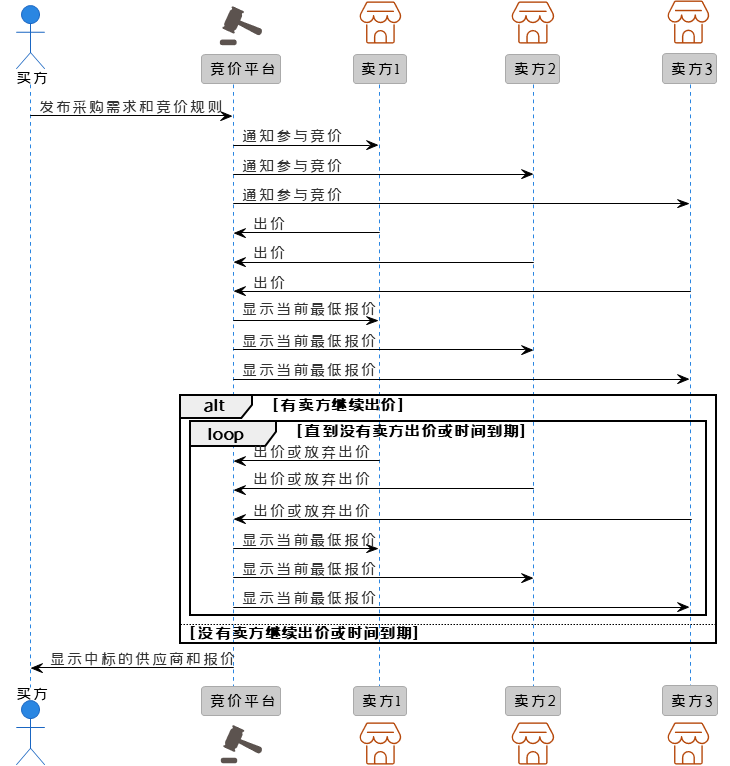 买方
竞价平台
卖方1
卖方2
卖方3
发布采购需求和竞价规则
通知参与竞价
通知参与竞价
通知参与竞价
出价
出价
出价
显示当前最低报价
显示当前最低报价
显示当前最低报价
alt [有卖方继续出价]
loop [直到没有卖方出价或时间到期]
出价或放弃出价
出价或放弃出价
出价或放弃出价
显示当前最低报价
显示当前最低报价
显示当前最低报价
[没有卖方继续出价或时间到期]
显示中标的供应商和报价
买方
竞价平台
卖方1
卖方2
卖方3